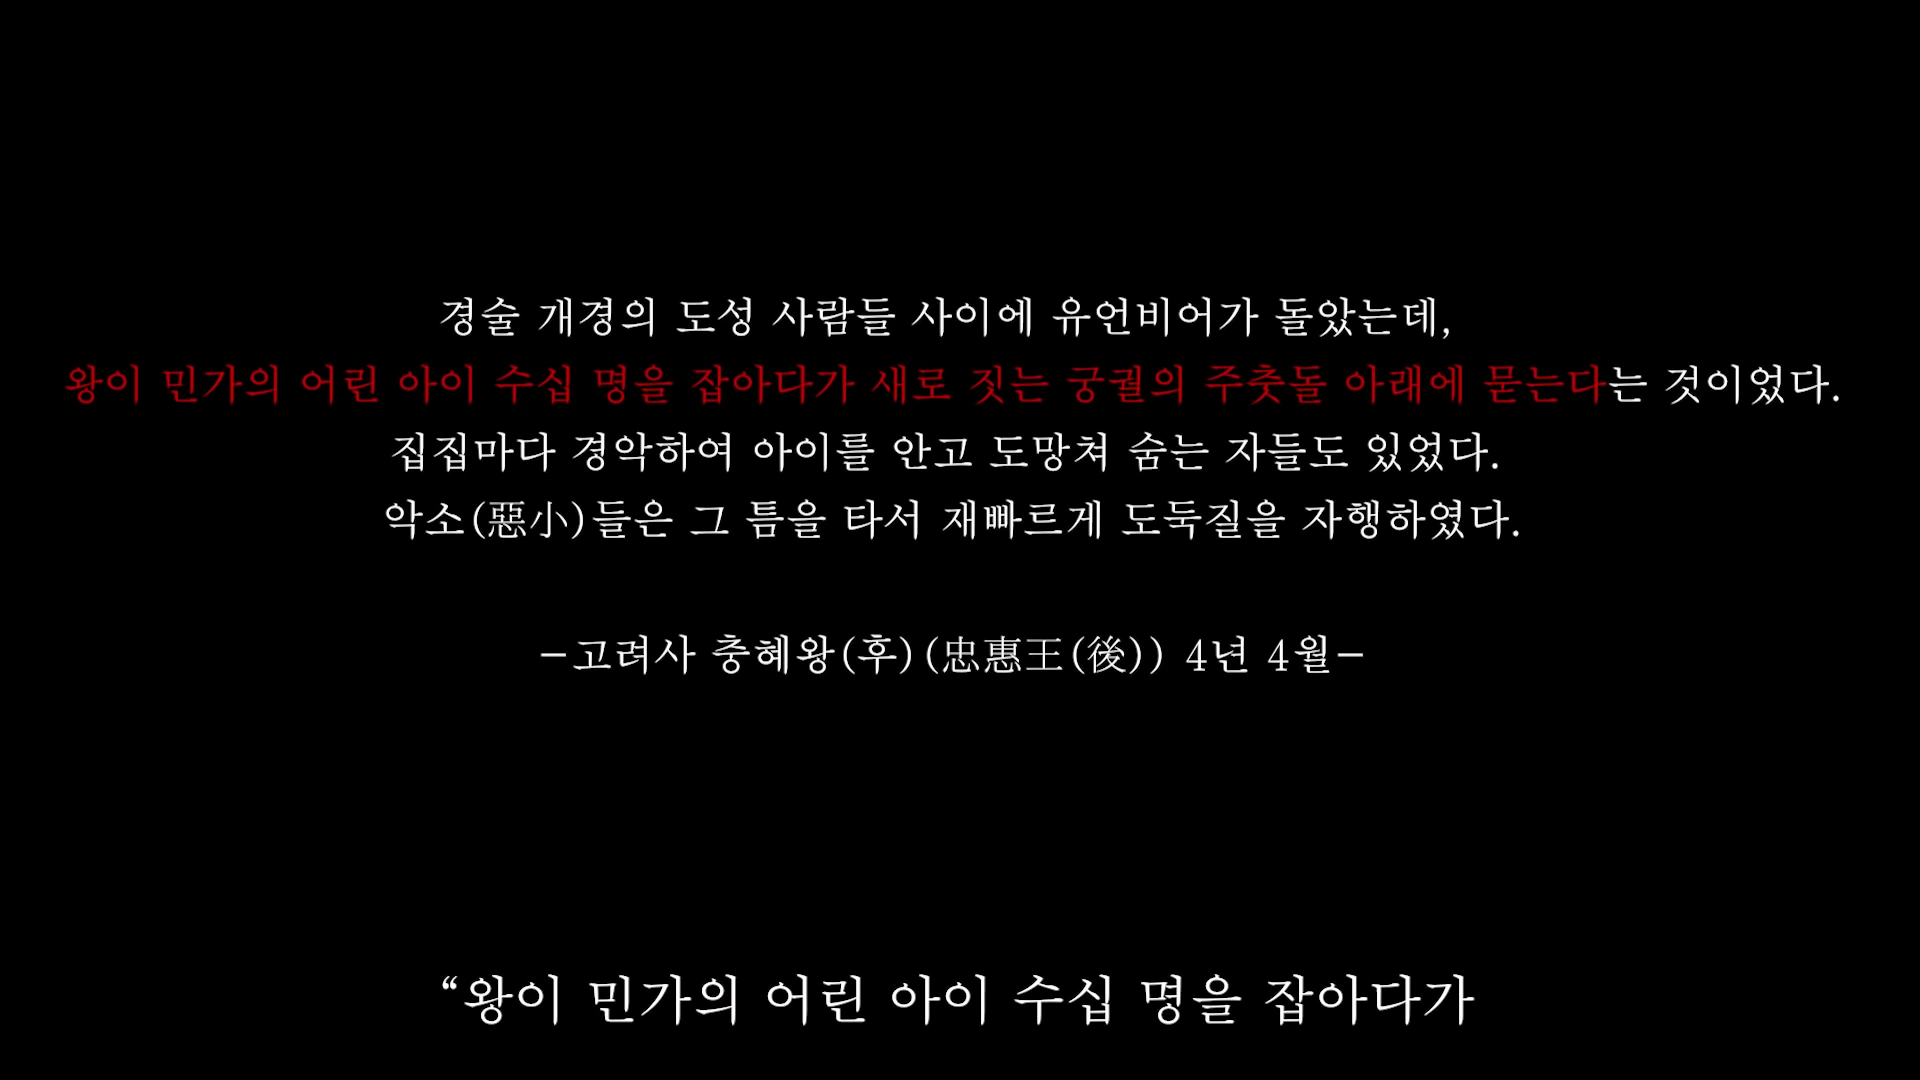 경술 개경의 도성 사람들 사이에 유언비어가 돌았는데,
왕이 민가의 어린 아이 수십 명을 잡아다가 새로 짓는 궁궐의 주춧돌 아래에 묻는다는 것이었다.
집집마다 경악하여 아이를 안고 도망쳐 숨는 자들도 있었다.
악소(惡小)들은 그 틈을 타서 재빠르게 도둑질을 자행하였다.
-고려사 충혜왕(후)(忠惠王(後)) 4년 4월-
“왕이 민가의 어린 아이 수십 명을 잡아다가